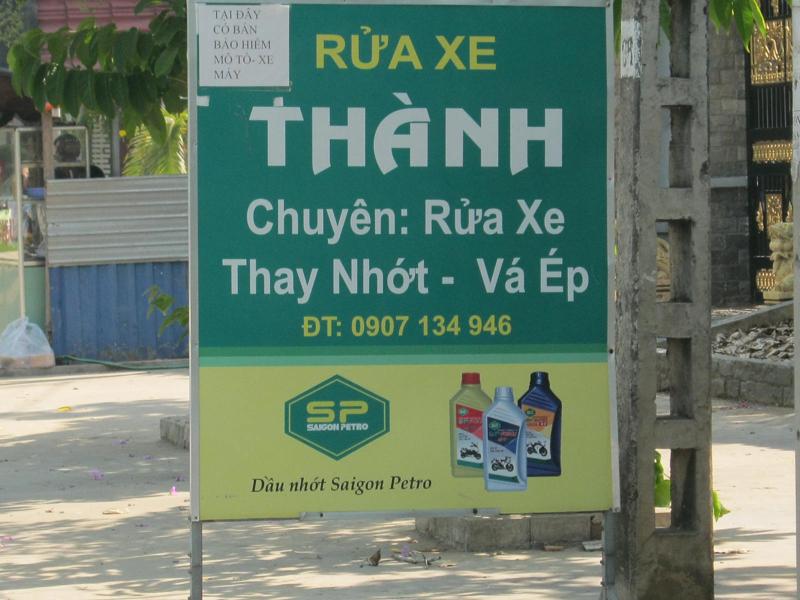 TẠI ĐÂY
CÓ BÁN
BẢO HIỂM
MÔ TÔ- XE
MÁY
RỬA XE
THÀNH
Chuyên: Rửa Xe
Thay Nhớt - Vá Ép
ĐT: 0907 134 946
SP
SAIGON PETRO
Dầu nhớt Saigon Petro